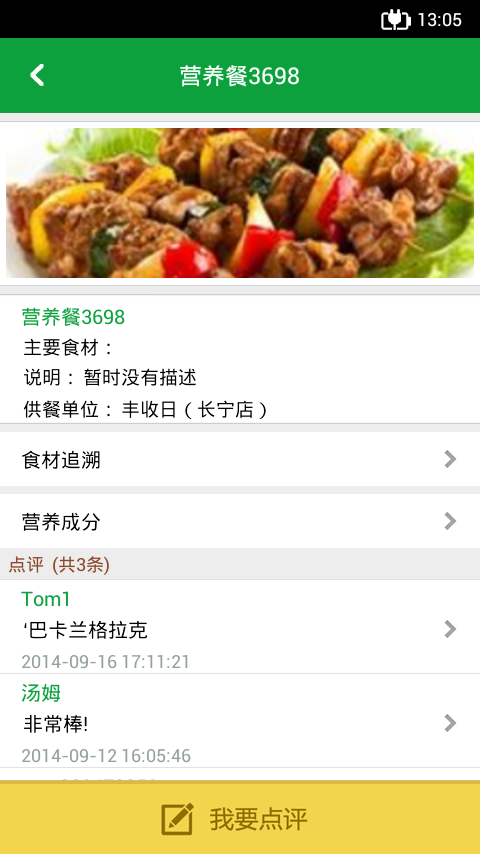 13:05
营养餐3698
营养餐3698
主要食材：
说明：暂时没有描述
供餐单位：丰收日（长宁店）
食材追溯
营养成分
点评 (共3条)
Tom1
‘巴卡兰格拉克
2014-09-16 17:11:21
汤姆
非常棒!
2014-09-12 16:05:46
我要点评